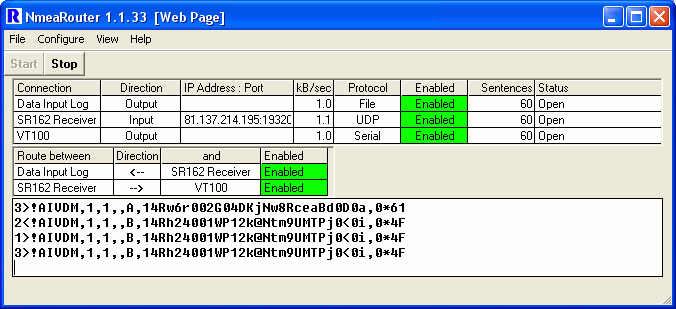 NmeaRouter 1.1.33 [Web Page]
File Configure View Help
Start Stop
Connection Direction IP Address : Port kB/sec Protocol Enabled Sentences Status
Data Input Log Output 1.0 File Enabled 60 Open
SR162 Receiver Input 81.137.214.195:19320 1.1 UDP Enabled 60 Open
VT100 Output 1.0 Serial Enabled 60 Open
Route between Direction and Enabled
Data Input Log <-- SR162 Receiver Enabled
SR162 Receiver --> VT100 Enabled
3>!AIVDM,1,1,,A,14Rw6r002G04DKjNw8RceaBd0D0a,0*61
2<!AIVDM,1,1,,B,14Rh24001WP12k@Ntm9UMTPj0<0i,0*4F
1>!AIVDM,1,1,,B,14Rh24001WP12k@Ntm9UMTPj0<0i,0*4F
3>!AIVDM,1,1,,B,14Rh24001WP12k@Ntm9UMTPj0<0i,0*4F